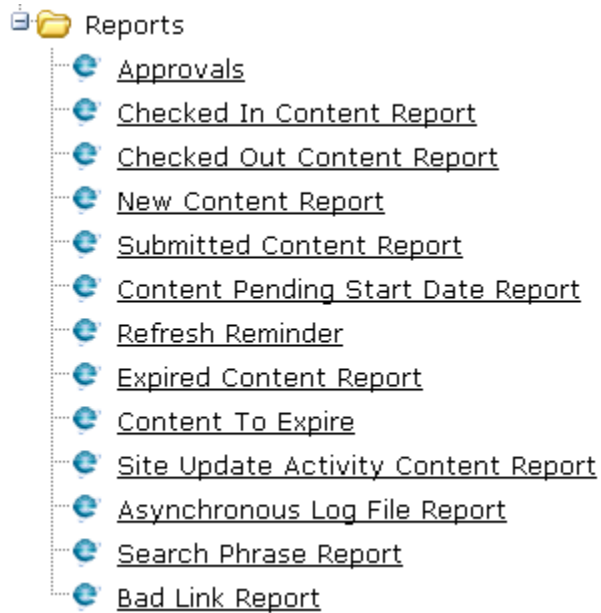 Reports
Approvals
Checked In Content Report
Checked Out Content Report
New Content Report
Submitted Content Report
Content Pending Start Date Report
Refresh Reminder
Expired Content Report
Content To Expire
Site Update Activity Content Report
Asynchronous Log File Report
Search Phrase Report
Bad Link Report